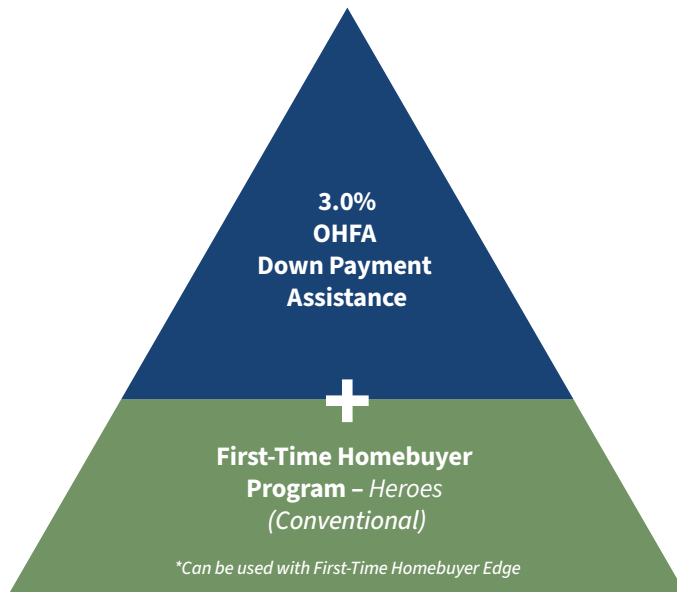 3.0%
OHFA
Down Payment
Assistance
+
First-Time Homebuyer
Program – Heroes
(Conventional)
*Can be used with First-Time Homebuyer Edge